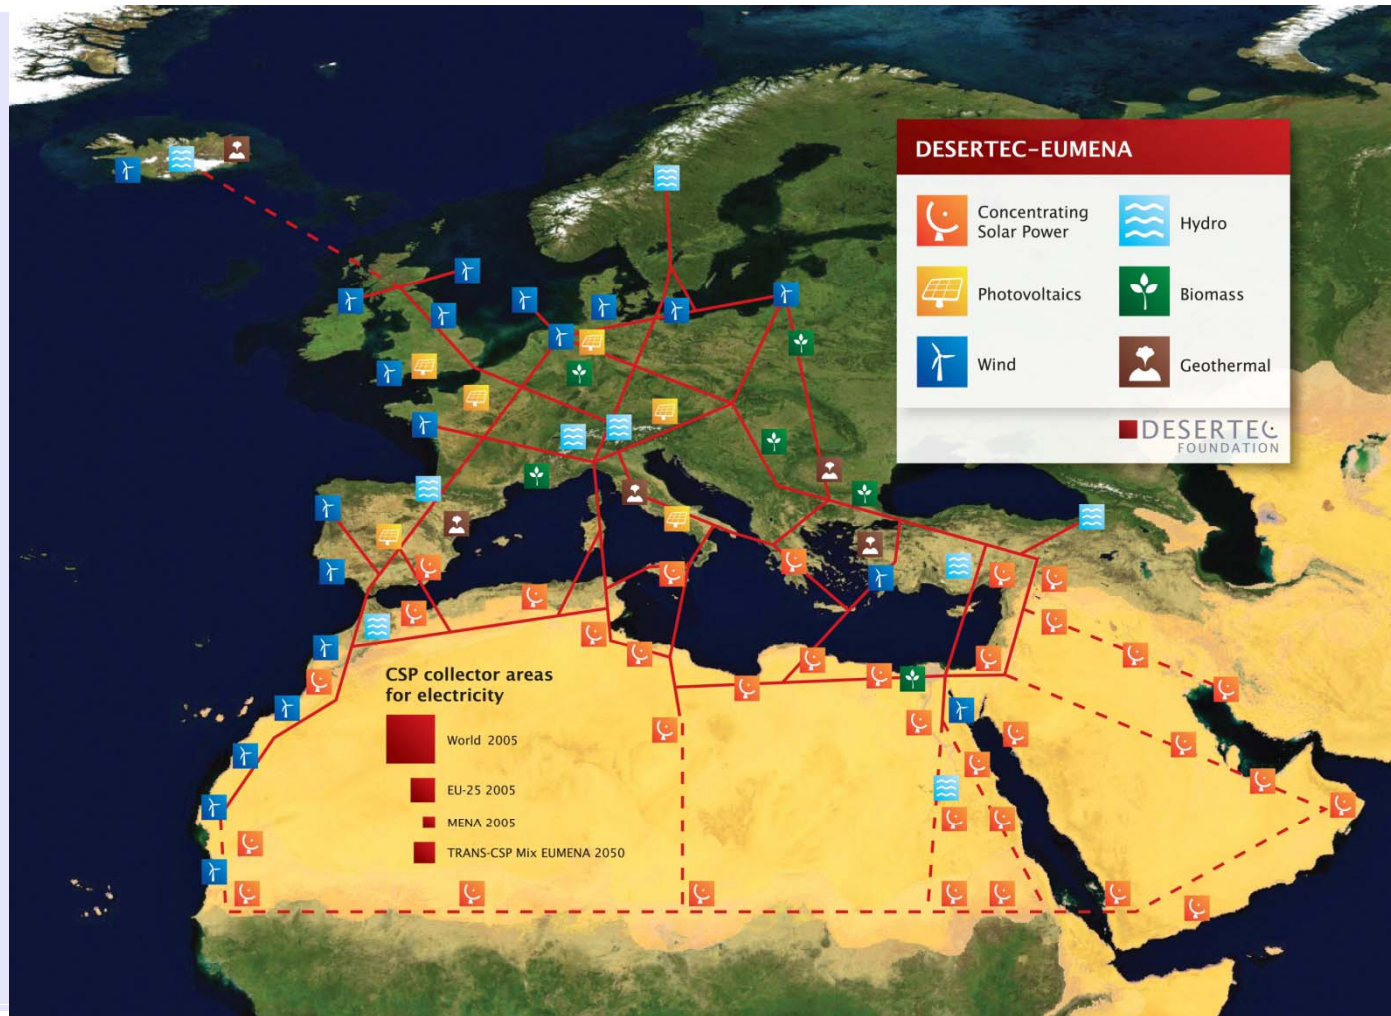 DESERTEC-EUMENA
Concentrating
Solar Power
Hydro
Photovoltaics
Biomass
Wind
Geothermal
DESERTEC
FOUNDATION
CSP collector areas
for electricity
World 2005
EU-25 2005
MENA 2005
TRANS-CSP Mix EUMENA 2050